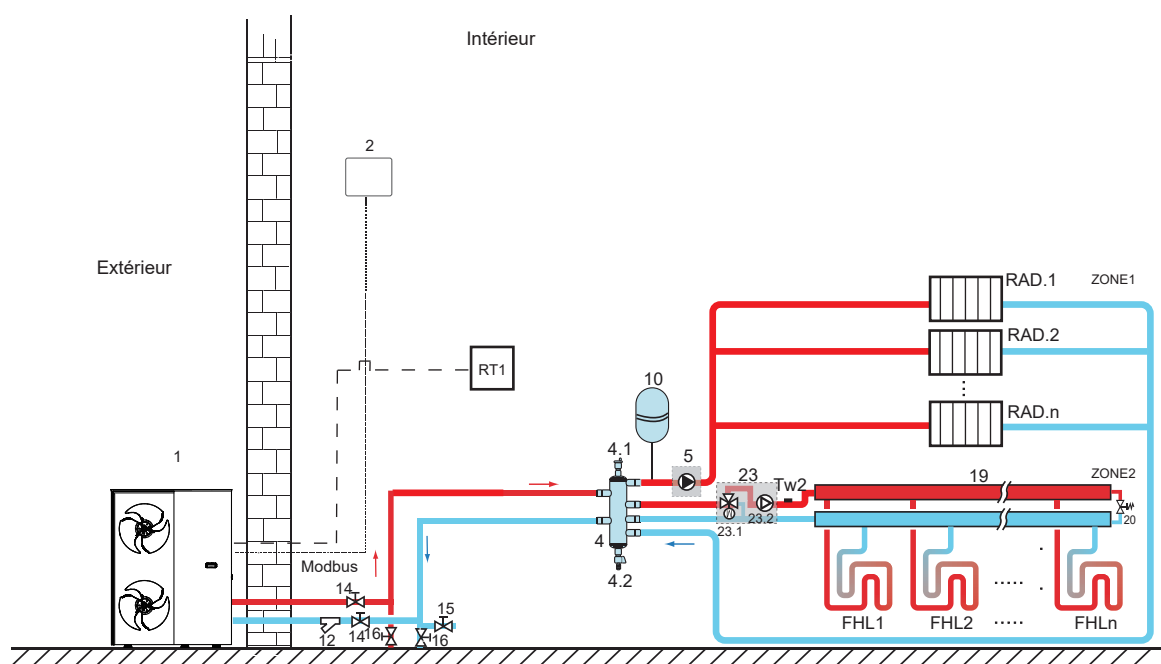 Intérieur
2
Extérieur
RAD.1
ZONE1
RAD.2
RT1
10
RAD.n
4.1
5
1
23
Tw2
19
ZONE2
23.2
20
4
23.1
Modbus
4.2
14
15
12
14
16
16
FHL1
FHL2
FHLn